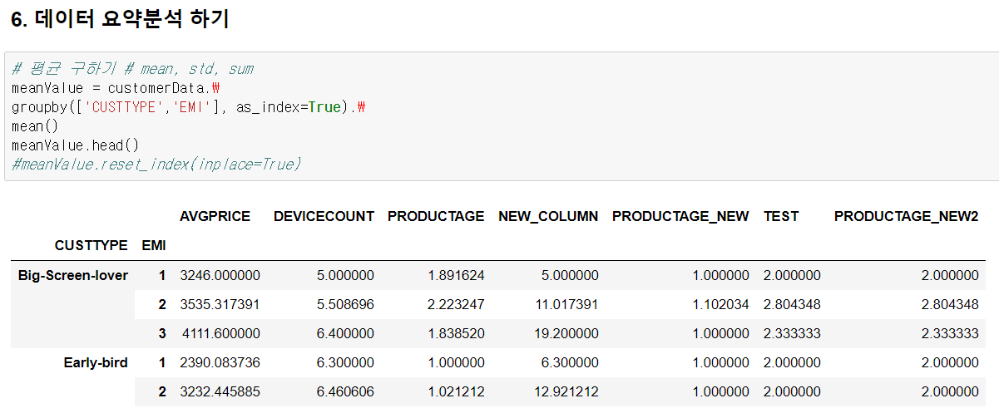 6. 데이터 요약분석 하기
# 평균 구하기 # mean, std, sum
meanValue = customerData.₩
groupby(['CUSTTYPE','EMI'], as_index=True).₩
mean()
meanValue.head()
#meanValue.reset_index(inplace=True)
AVGPRICE DEVICECOUNT PRODUCTAGE NEW_COLUMN PRODUCTAGE_NEW TEST PRODUCTAGE_NEW2
CUSTTYPE EMI
Big-Screen-lover 1 3246.000000 5.000000 1.891624 5.000000 1.000000 2.000000 2.000000
2 3535.317391 5.508696 2.223247 11.017391 1.102034 2.804348 2.804348
3 4111.600000 6.400000 1.838520 19.200000 1.000000 2.333333 2.333333
Early-bird 1 2390.083736 6.300000 1.000000 6.300000 1.000000 2.000000 2.000000
2 3232.445885 6.460606 1.021212 12.921212 1.000000 2.000000 2.000000